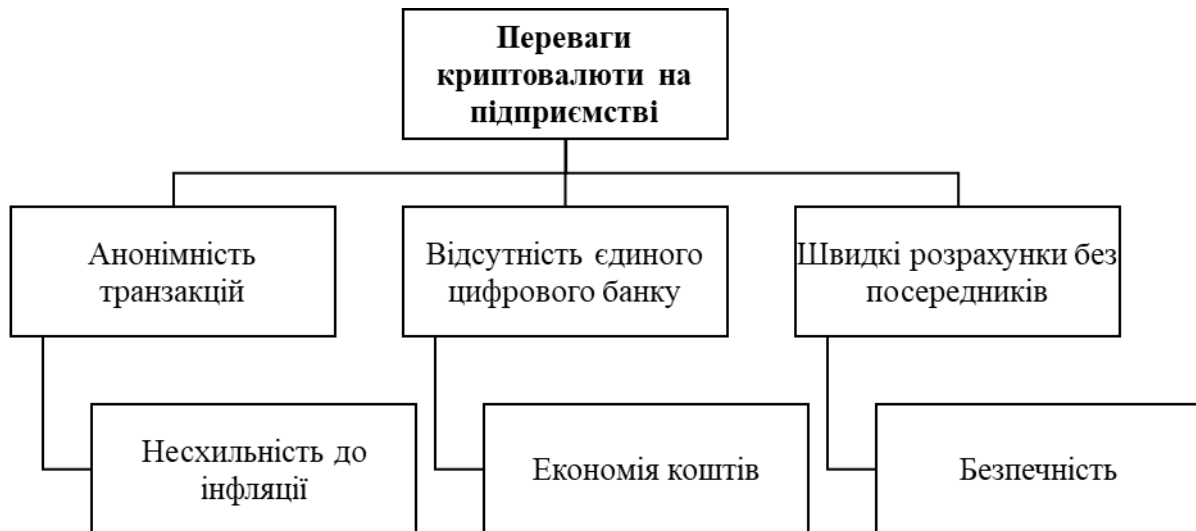 Переваги
криптовалюти на
підприємстві
Анонімність
транзакцій
Відсутність єдиного
цифрового банку
Швидкі розрахунки без
посередників
Несхильність до
інфляції
Економія коштів
Безпечність